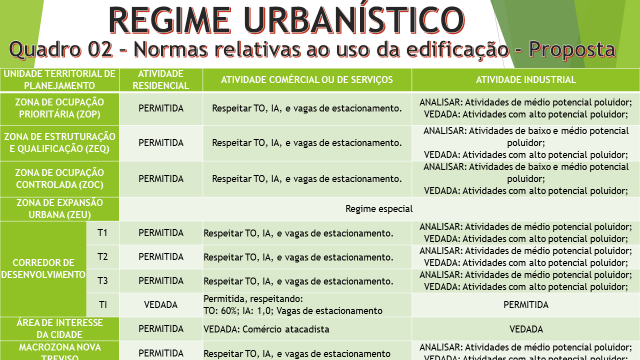 REGIME URBANÍSTICO
Quadro 02 – Normas relativas ao uso da edificação - Proposta
UNIDADE TERRITORIAL DE PLANEJAMENTO
ATIVIDADE RESIDENCIAL
ATIVIDADE COMÉRCIAL OU DE SERVIÇOS
ATIVIDADE INDUSTRIAL
ZONA DE OCUPAÇÃO
PRIORITÁRIA (ZOP)
PERMITIDA
Respeitar TO, IA, e vagas de estacionamento.
ANALISAR: Atividades de médio potencial poluidor;
VEDADA: Atividades com alto potencial poluidor;
ZONA DE ESTRUTURAÇÃO
E QUALIFICAÇÃO (ZEQ)
PERMITIDA
Respeitar TO, IA, e vagas de estacionamento.
ANALISAR: Atividades de baixo e médio potencial
poluidor;
VEDADA: Atividades com alto potencial poluidor;
ZONA DE OCUPAÇÃO
CONTROLADA (ZOC)
PERMITIDA
Respeitar TO, IA, e vagas de estacionamento.
ANALISAR: Atividades de baixo e médio potencial
poluidor;
VEDADA: Atividades com alto potencial poluidor;
ZONA DE EXPANSÃO
URBANA (ZEU)
Regime especial
CORREDOR DE
DESENVOLVIMENTO
T1
PERMITIDA
Respeitar TO, IA, e vagas de estacionamento.
ANALISAR: Atividades de médio potencial poluidor;
VEDADA: Atividades com alto potencial poluidor;
T2
PERMITIDA
Respeitar TO, IA, e vagas de estacionamento.
ANALISAR: Atividades de médio potencial poluidor;
VEDADA: Atividades com alto potencial poluidor;
T3
PERMITIDA
Respeitar TO, IA, e vagas de estacionamento.
ANALISAR: Atividades de médio potencial poluidor;
VEDADA: Atividades com alto potencial poluidor;
TI
VEDADA
Permitida, respeitando:
TO: 60%; IA: 1,0; Vagas de estacionamento
PERMITIDA
ÁREA DE INTERESSE
DA CIDADE
PERMITIDA
VEDADA: Comércio atacadista
VEDADA
MACROZONA NOVA
TREVISO
PERMITIDA
Respeitar TO, IA, e vagas de estacionamento
ANALISAR: Atividades de médio potencial poluidor;
VEDADA: Atividades com alto potencial poluidor;